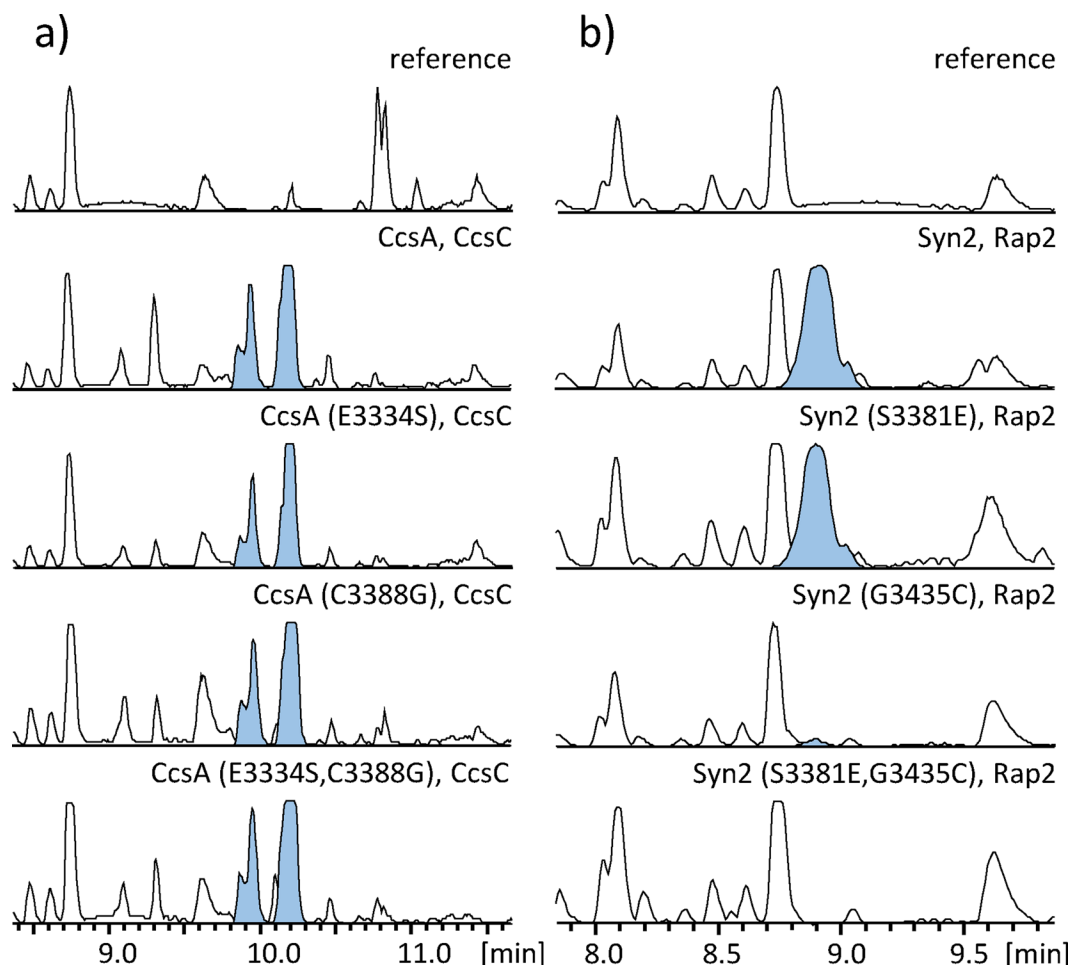 a)
reference
CcsA, CcsC
CcsA (E3334S), CcsC
CcsA (C3388G), CcsC
CcsA (E3334S,C3388G), CcsC
9.0 10.0 11.0 [min]
b)
reference
Syn2, Rap2
Syn2 (S3381E), Rap2
Syn2 (G3435C), Rap2
Syn2 (S3381E,G3435C), Rap2
8.0 8.5 9.0 9.5 [min]